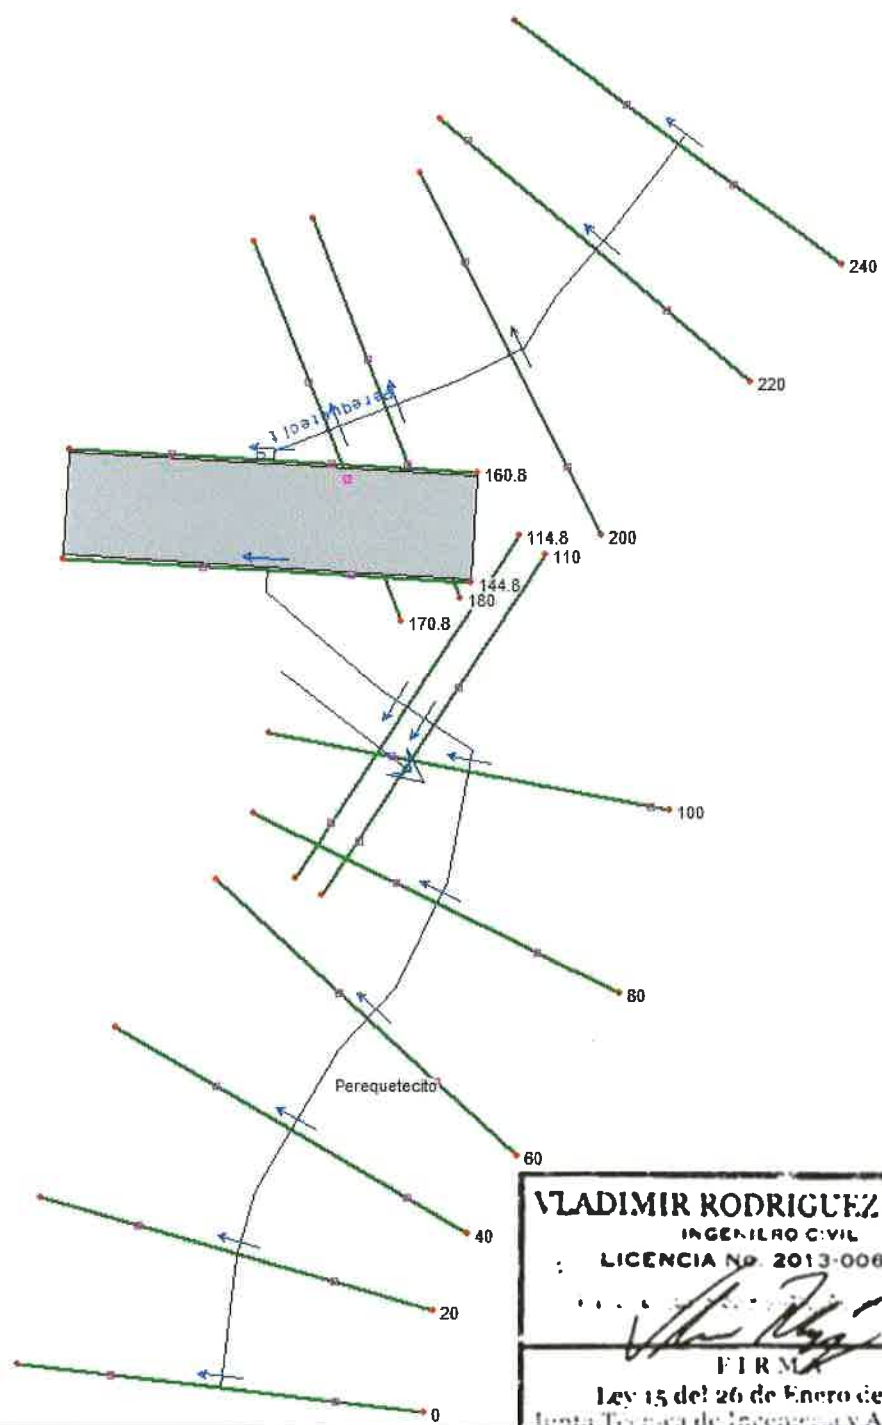 240
220
Perequeteci t
160.8
114.8
200
110
144.8
180
170.8
100
80
Perequetecito
60
VLADIMIR RODRIGUEZ
INGENIERO CIVIL
40
LICENCIA No. 2013-006
20
FIRMA
Ley 15 del 26 de Enero de
0